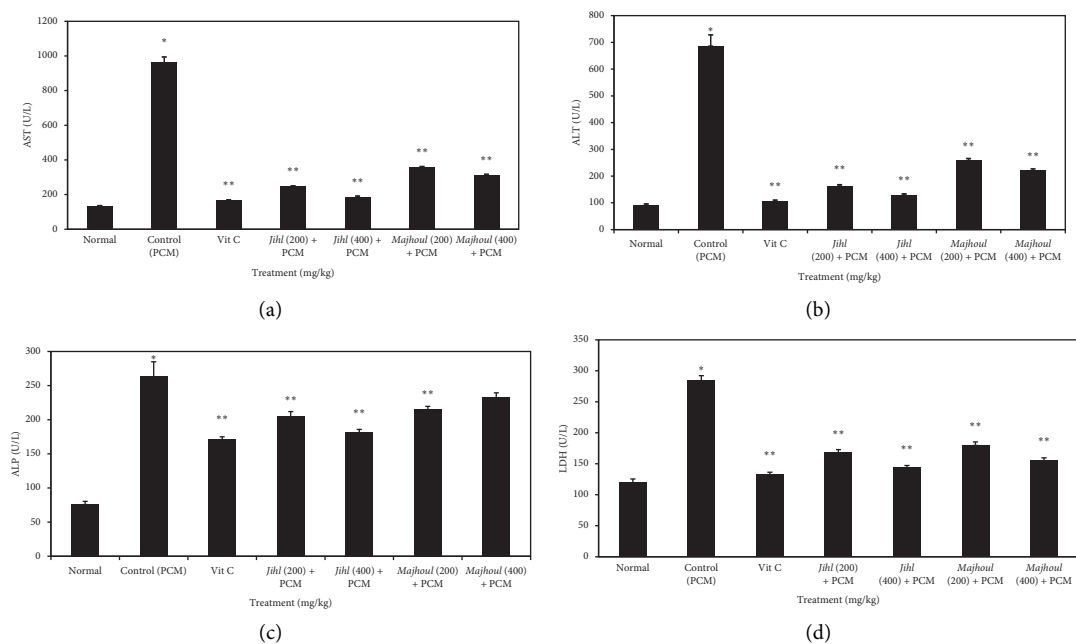 1200
1000
800
600
400
200
0
AST (U/L)
*
**
**
**
**
**
Normal
Control
(PCM)
Vit C
Jihl (200) +
PCM
Jihl (400) +
PCM
Majhoul (200)
+ PCM
Majhoul (400)
+ PCM
Treatment (mg/kg)
(a)
800
700
600
500
400
300
200
100
0
ALT (U/L)
*
**
**
**
**
**
Normal
Control
(PCM)
Vit C
Jihl
(200) + PCM
Jihl
(400) + PCM
Majhoul
(200) + PCM
Majhoul
(400) + PCM
Treatment (mg/kg)
(b)
300
250
200
150
100
50
0
ALP (U/L)
*
**
**
**
**
Normal
Control (PCM)
Vit C
Jihl (200) +
PCM
Jihl (400) +
PCM
Majhoul (200)
+ PCM
Majhoul (400)
+ PCM
Treatment (mg/kg)
(c)
350
300
250
200
150
100
50
0
LDH (U/L)
*
**
**
**
**
**
Normal
Control
(PCM)
Vit C
Jihl (200)
+ PCM
Jihl
(400) + PCM
Majhoul
(200) + PCM
Majhoul
(400) + PCM
Treatment (mg/kg)
(d)